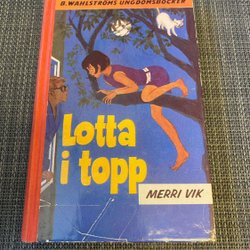 B. WAHLSTRÖMS UNGDOMSBÖCKER
Lotta
i topp
MERRI VIK